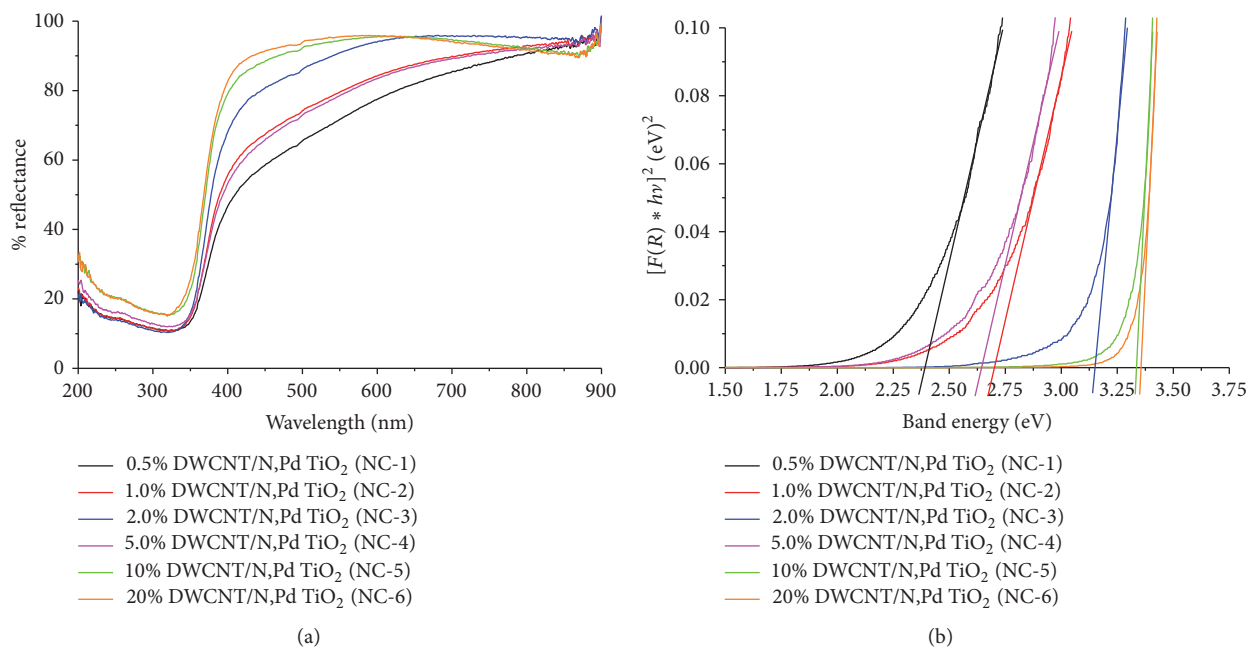 100
80
60
40
20
0
% reflectance
200 300 400 500 600 700 800 900
Wavelength (nm)
0.5% DWCNT/N,Pd TiO₂ (NC-1)
1.0% DWCNT/N,Pd TiO₂ (NC-2)
2.0% DWCNT/N,Pd TiO₂ (NC-3)
5.0% DWCNT/N,Pd TiO₂ (NC-4)
10% DWCNT/N,Pd TiO₂ (NC-5)
20% DWCNT/N,Pd TiO₂ (NC-6)
(a)
0.10
0.08
0.06
0.04
0.02
0.00
[F(R) * hv]² (eV)²
1.50 1.75 2.00 2.25 2.50 2.75 3.00 3.25 3.50 3.75
Band energy (eV)
0.5% DWCNT/N,Pd TiO₂ (NC-1)
1.0% DWCNT/N,Pd TiO₂ (NC-2)
2.0% DWCNT/N,Pd TiO₂ (NC-3)
5.0% DWCNT/N,Pd TiO₂ (NC-4)
10% DWCNT/N,Pd TiO₂ (NC-5)
20% DWCNT/N,Pd TiO₂ (NC-6)
(b)